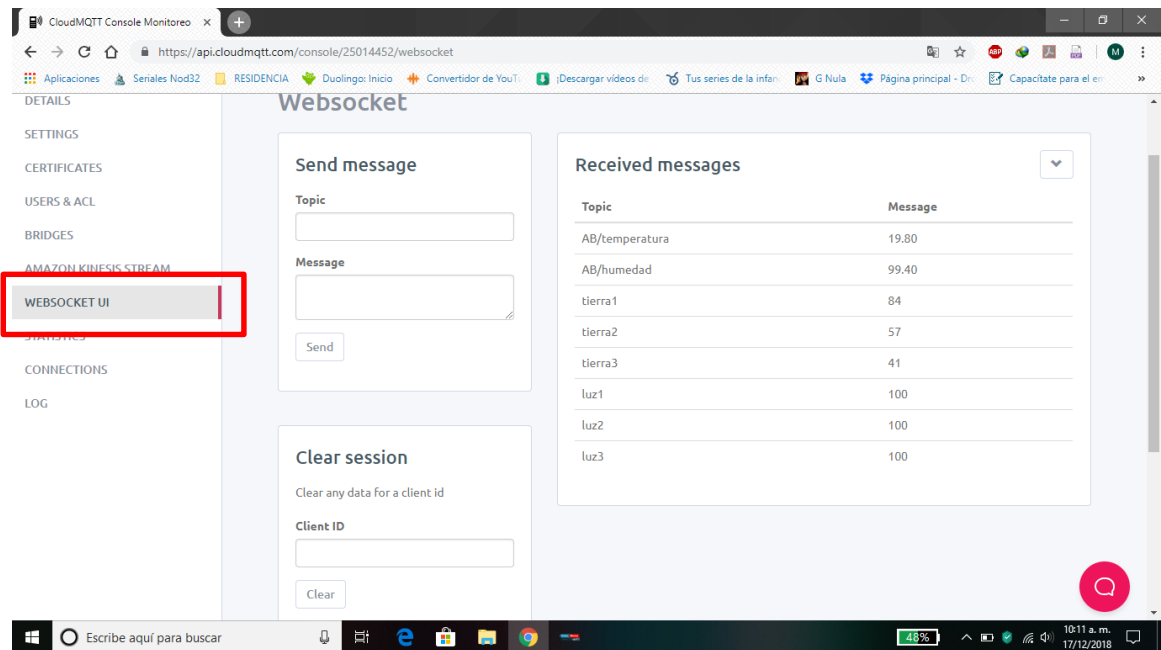 CloudMQTT Console Monitoreo
https://api.cloudmqtt.com/console/25014452/websocket
ABP
M
Aplicaciones Seriales Nod32 RESIDENCIA Duolingo: Inicio Convertidor de YouTu ¡Descargar vídeos de Tus series de la infan G Nula Página principal - Dro Capacítate para el em »
DETAILS
SETTINGS
CERTIFICATES
USERS & ACL
BRIDGES
AMAZON KINESIS STREAM
WEBSOCKET UI
STATISTICS
CONNECTIONS
LOG
Websocket
Send message
Topic
Message
Send
Clear session
Clear any data for a client id
Client ID
Clear
Received messages
Topic Message
AB/temperatura 19.80
AB/humedad 99.40
tierra1 84
tierra2 57
tierra3 41
luz1 100
luz2 100
luz3 100
Escribe aquí para buscar
48%
10:11 a. m.
17/12/2018